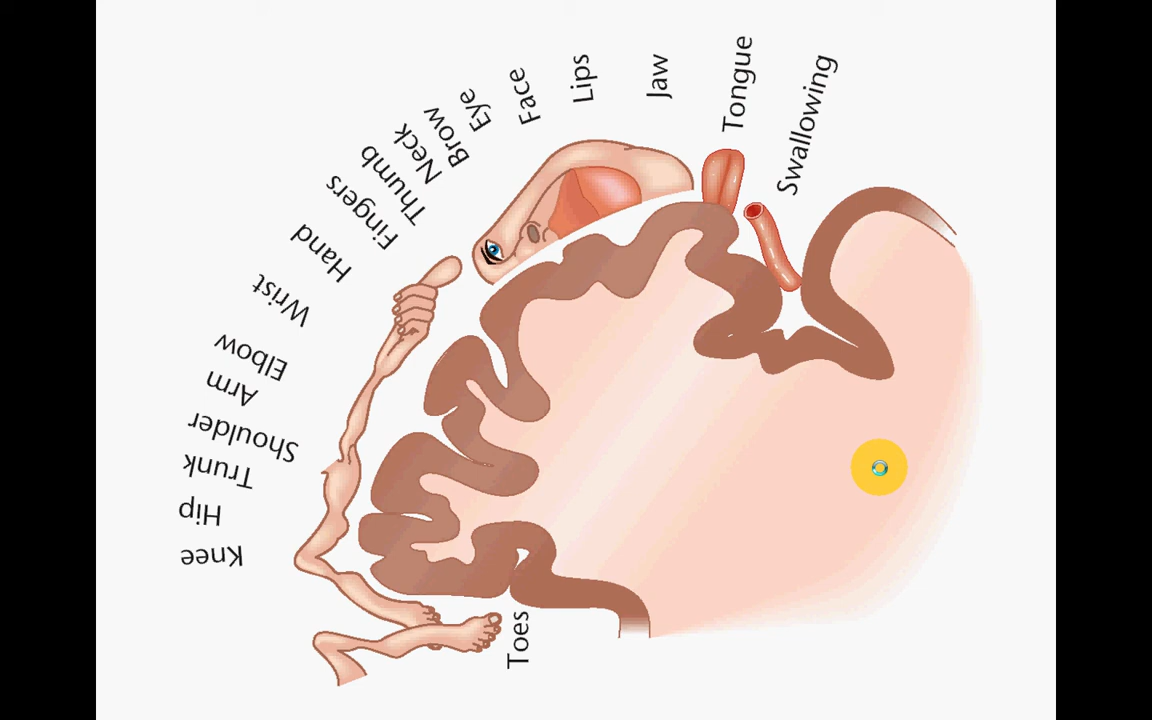 Toes
Knee
Hip
Trunk
Shoulder
Arm
Elbow
Wrist
Hand
Fingers
Thumb
Neck
Brow
Eye
Face
Lips
Jaw
Tongue
Swallowing